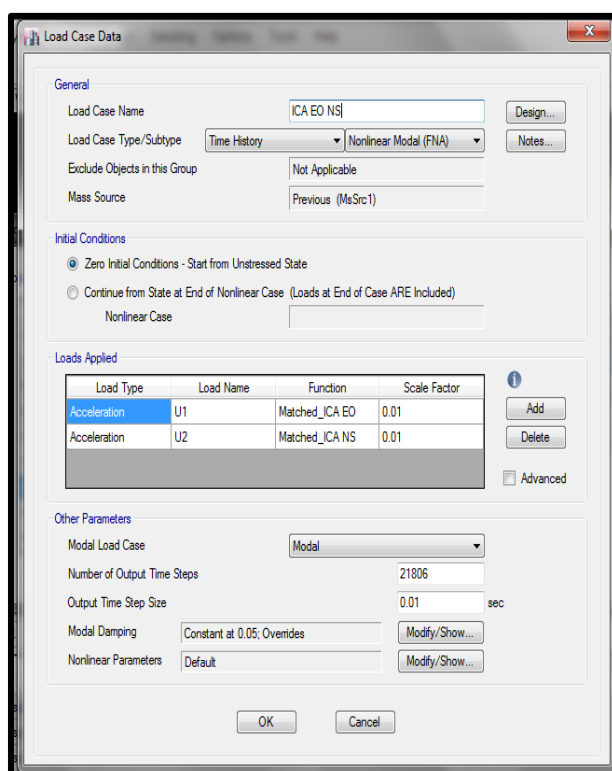 Load Case Data
Detailing Options Tools Help
General
Load Case Name ICA EO NS Design...
Load Case Type/Subtype Time History Nonlinear Modal (FNA) Notes...
Exclude Objects in this Group Not Applicable
Mass Source Previous (MsSrc1)
Initial Conditions
Zero Initial Conditions - Start from Unstressed State
Continue from State at End of Nonlinear Case (Loads at End of Case ARE Included)
Nonlinear Case
Loads Applied
Load Type Load Name Function Scale Factor
Acceleration U1 Matched_ICA EO 0.01 Add
Acceleration U2 Matched_ICA NS 0.01 Delete
Advanced
Other Parameters
Modal Load Case Modal
Number of Output Time Steps 21806
Output Time Step Size 0.01 sec
Modal Damping Constant at 0.05; Overrides Modify/Show...
Nonlinear Parameters Default Modify/Show...
OK Cancel